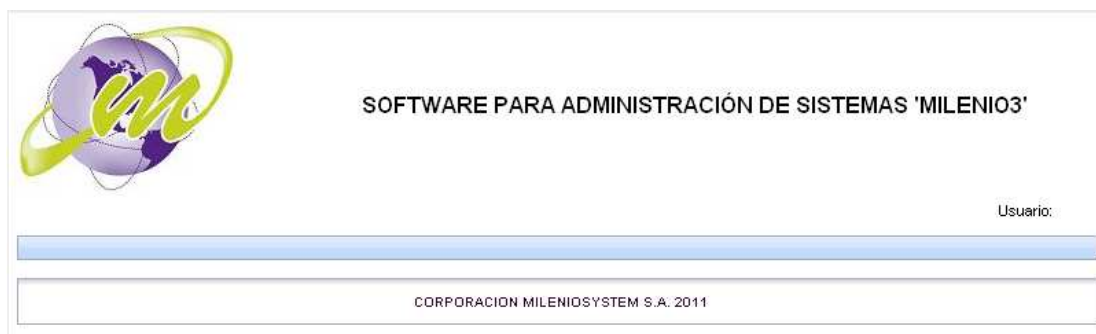 SOFTWARE PARA ADMINISTRACIÓN DE SISTEMAS 'MILENIO3'
Usuario:
CORPORACION MILENIOSYSTEM S.A. 2011